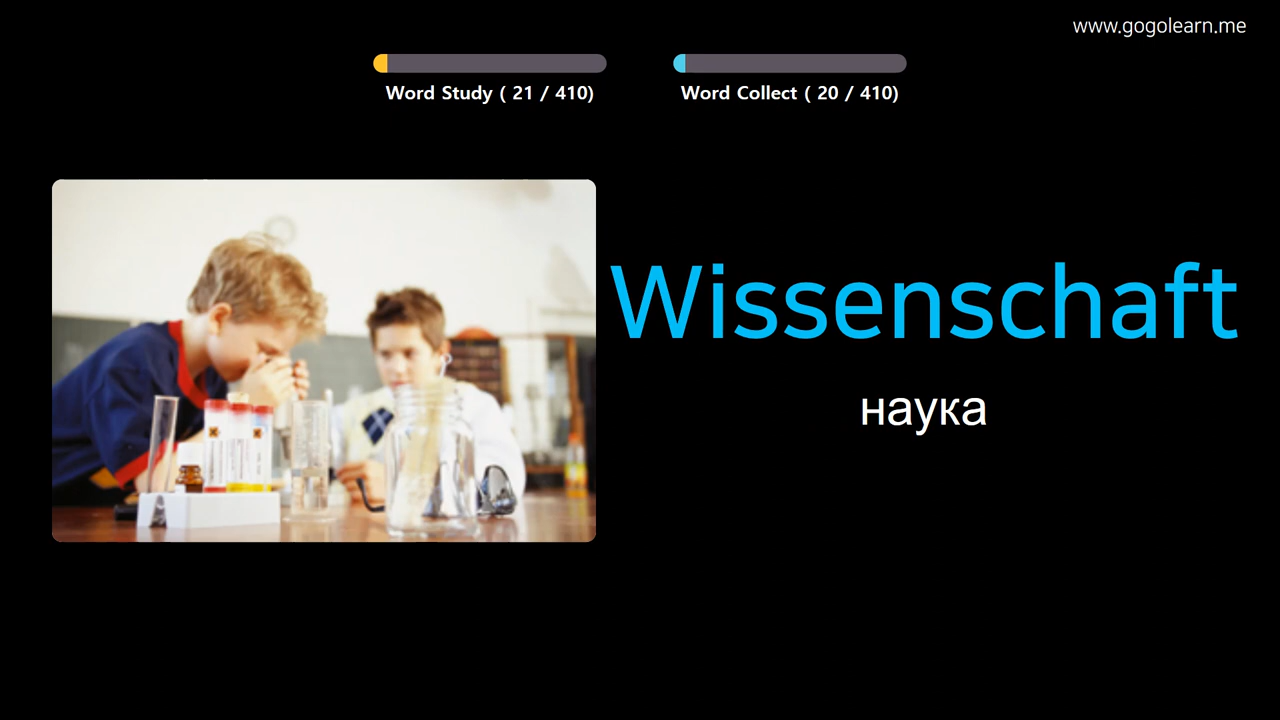 www.gogolearn.me
Word Study ( 21 / 410)
Word Collect ( 20 / 410)
Wissenschaft
наука